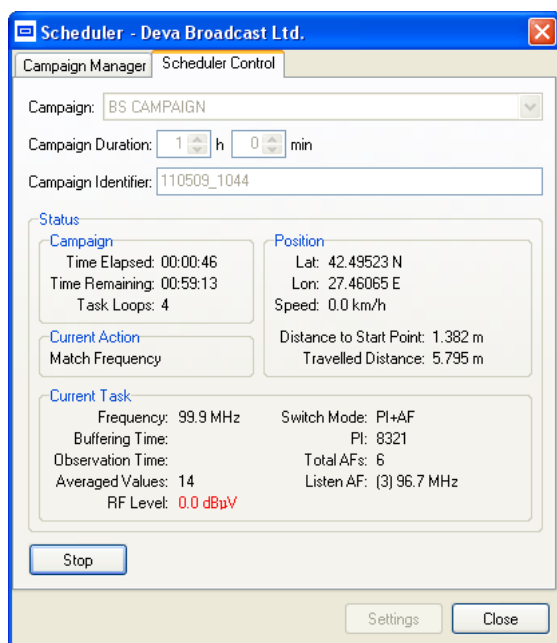 Scheduler - Deva Broadcast Ltd.
Campaign Manager Scheduler Control
Campaign: BS CAMPAIGN
Campaign Duration: 1 h 0 min
Campaign Identifier: 110509_1044
Status
Campaign
Time Elapsed: 00:00:46
Time Remaining: 00:59:13
Task Loops: 4
Position
Lat: 42.49523 N
Lon: 27.46065 E
Speed: 0.0 km/h
Distance to Start Point: 1.382 m
Travelled Distance: 5.795 m
Current Action
Match Frequency
Current Task
Frequency: 99.9 MHz
Buffering Time:
Observation Time:
Averaged Values: 14
RF Level: 0.0 dBµV
Switch Mode: PI+AF
PI: 8321
Total AFs: 6
Listen AF: (3) 96.7 MHz
Stop
Settings Close